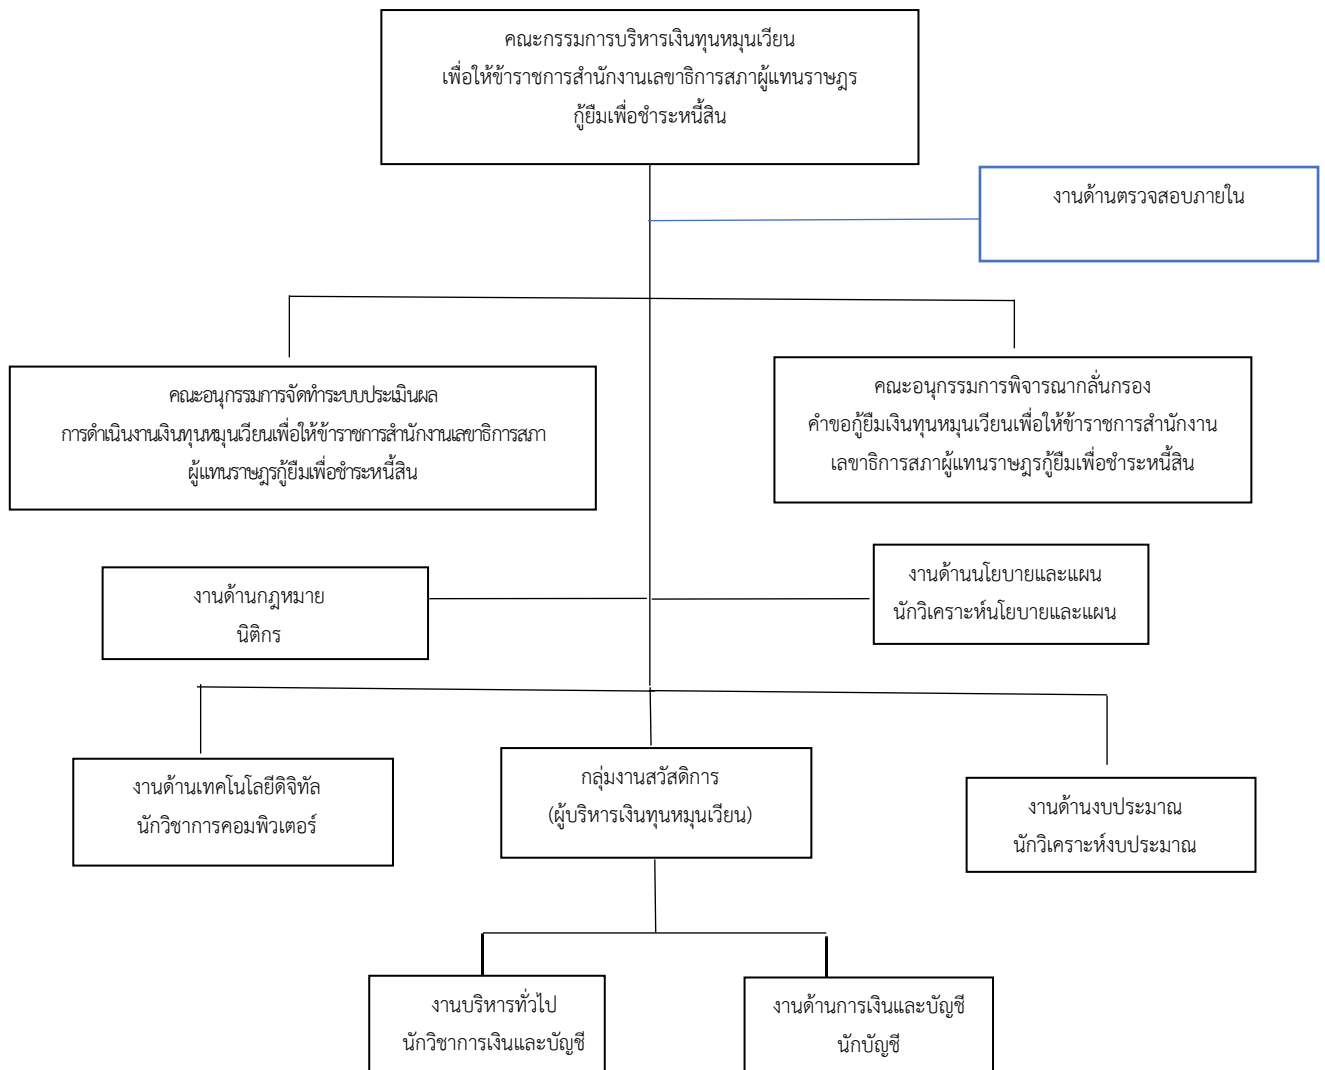 คณะกรรมการบริหารเงินทุนหมุนเวียน
เพื่อให้ข้าราชการสำนักงานเลขาธิการสภาผู้แทนราษฎร
กู้ยืมเพื่อชำระหนี้สิน
งานด้านตรวจสอบภายใน
คณะอนุกรรมการจัดทำระบบประเมินผล
การดำเนินงานเงินทุนหมุนเวียนเพื่อให้ข้าราชการสำนักงานเลขาธิการสภา
ผู้แทนราษฎรกู้ยืมเพื่อชำระหนี้สิน
คณะอนุกรรมการพิจารณากลั่นกรอง
คำขอกู้ยืมเงินทุนหมุนเวียนเพื่อให้ข้าราชการสำนักงาน
เลขาธิการสภาผู้แทนราษฎรกู้ยืมเพื่อชำระหนี้สิน
งานด้านกฎหมาย
นิติกร
งานด้านนโยบายและแผน
นักวิเคราะห์นโยบายและแผน
งานด้านเทคโนโลยีดิจิทัล
นักวิชาการคอมพิวเตอร์
กลุ่มงานสวัสดิการ
(ผู้บริหารเงินทุนหมุนเวียน)
งานด้านงบประมาณ
นักวิเคราะห์งบประมาณ
งานบริหารทั่วไป
นักวิชาการเงินและบัญชี
งานด้านการเงินและบัญชี
นักบัญชี